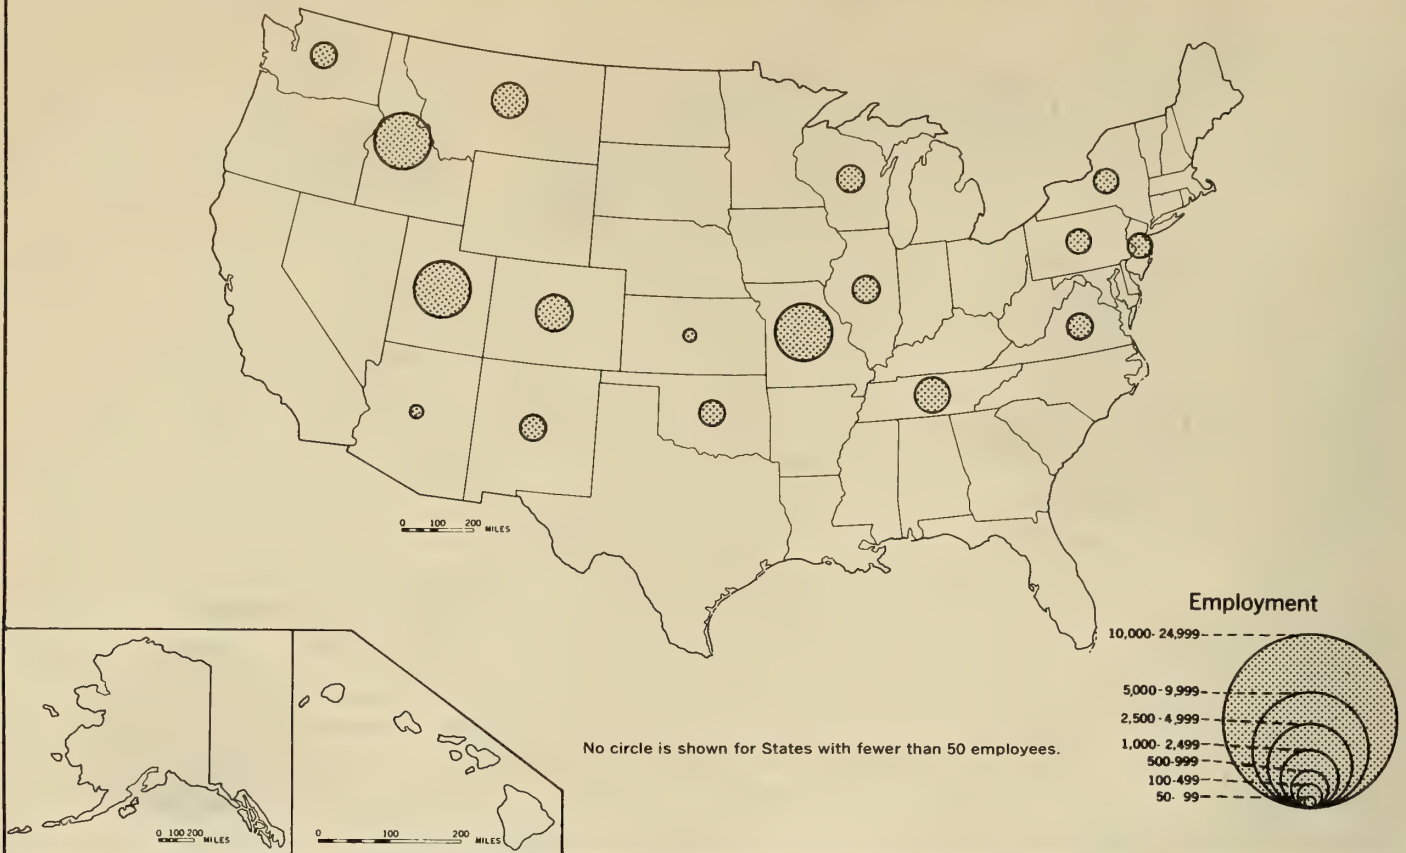 0 100 200 MILES
Employment
10,000- 24,999
5,000-9,999
2,500-4,999
1,000- 2,499
500-999
100-499
50- 99
No circle is shown for States with fewer than 50 employees.
0 100 200 MILES
0 100 200 MILES